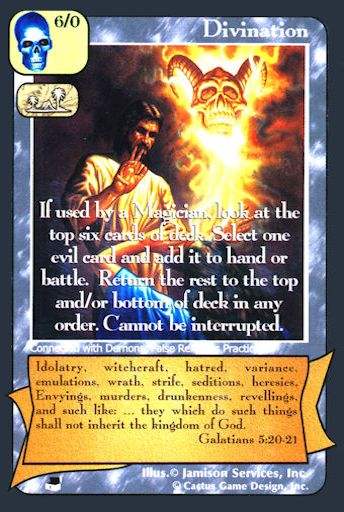 6/0
Divination
If used by a Magician, look at the
top six cards of deck. Select one
evil card and add it to hand or
battle. Return the rest to the top
and/or bottom of deck in any
order. Cannot be interrupted.
Connected with Demons, False Religious Practic
Idolatry, witchcraft, hatred, variance,
emulations, wrath, strife, seditions, heresies,
Envyings, murders, drunkenness, revellings,
and such like: ... they which do such things
shall not inherit the kingdom of God.
Galatians 5:20-21
Illus.© Jamison Services, Inc.
© Cactus Game Design, Inc.